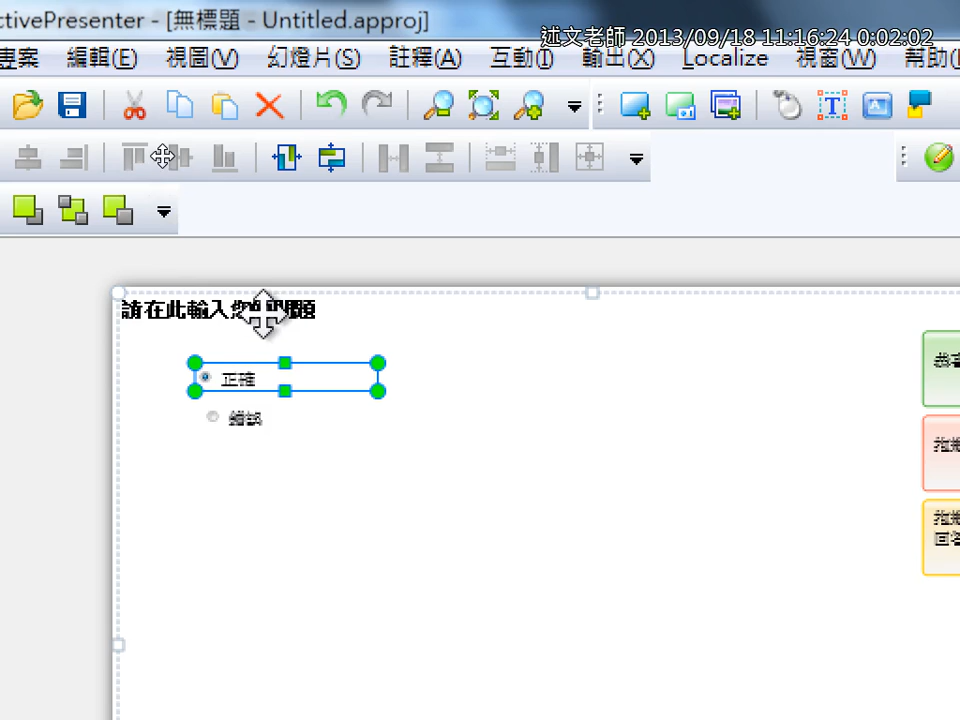 ctivePresenter - [無標題 - Untitled.approj]
述文老師 2013/09/18 11:16:24 0:02:02
專案 編輯(E) 視圖(V) 幻燈片(S) 註釋(A) 互動(I) 輸出(X) Localize 視窗(W) 幫助(
請在此輸入您
題
正確
錯誤